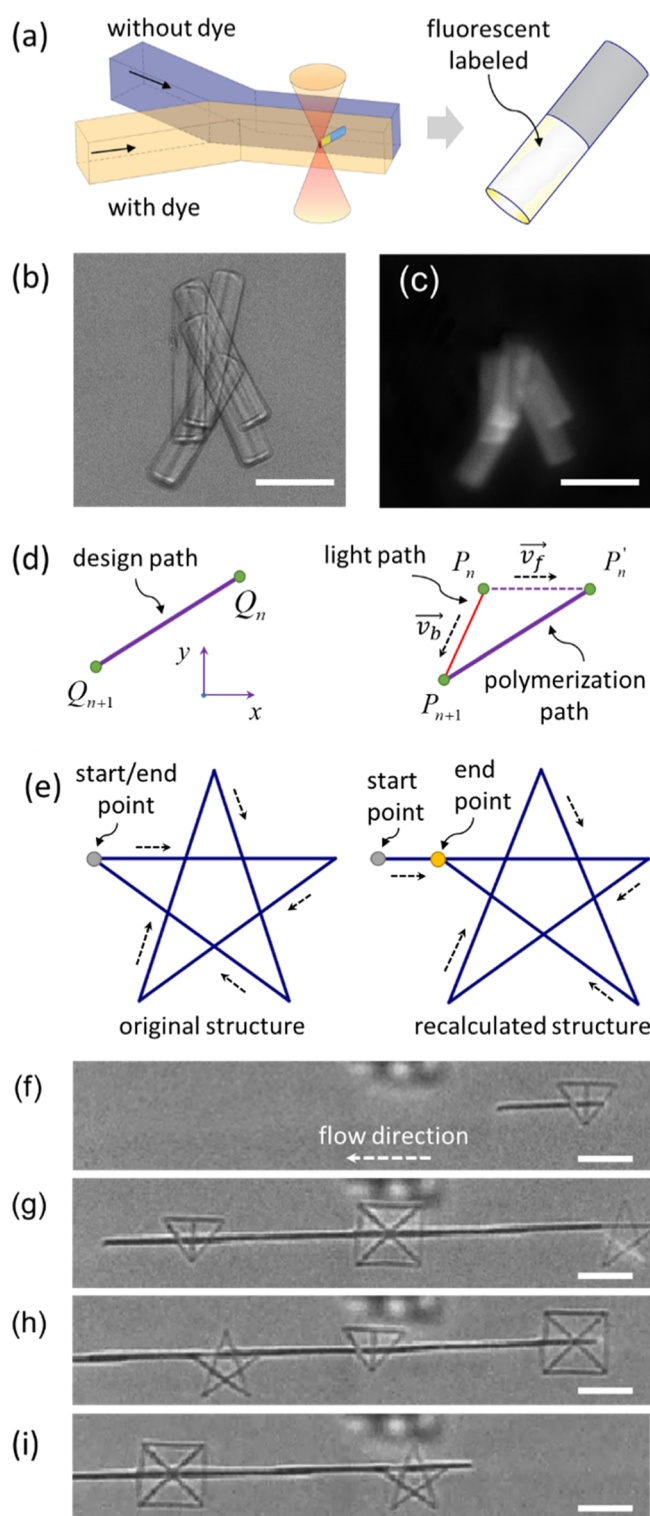 (a)
without dye
with dye
fluorescent
labeled
(b)
(c)
(d)
design path
Q_n
Q_{n+1}
y
x
light path
P_n
v_f
P_n'
v_b
P_{n+1}
polymerization
path
(e)
start/end
point
original structure
start
point
end
point
recalculated structure
(f)
flow direction
(g)
(h)
(i)